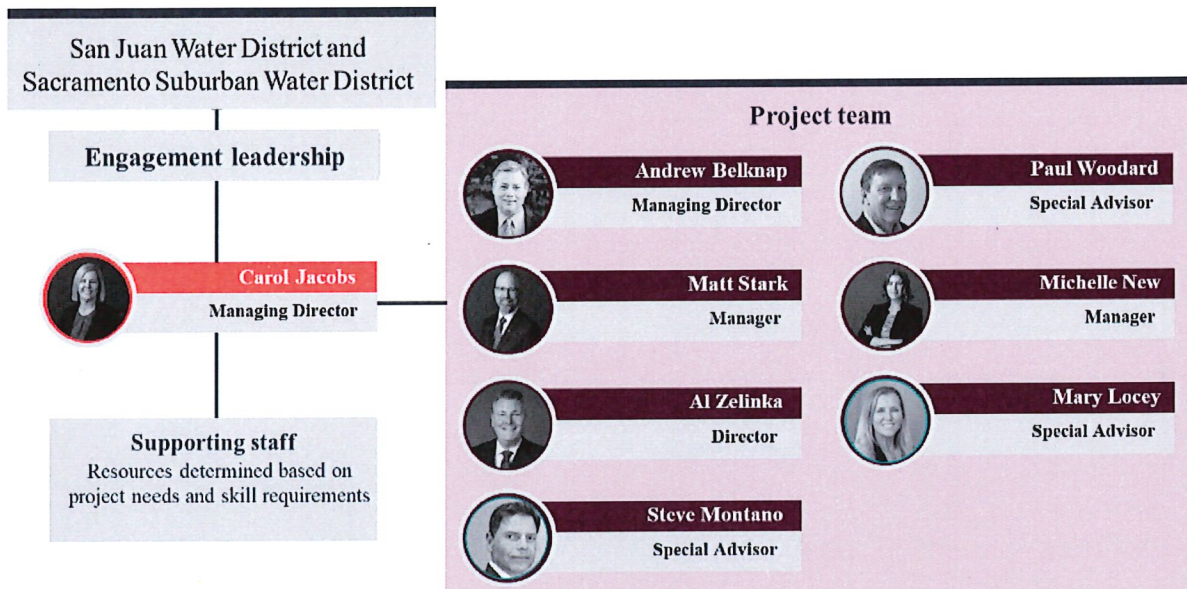 San Juan Water District and
Sacramento Suburban Water District
Engagement leadership
Carol Jacobs
Managing Director
Supporting staff
Resources determined based on
project needs and skill requirements
Project team
Andrew Belknap
Managing Director
Matt Stark
Manager
Al Zelinka
Director
Steve Montano
Special Advisor
Paul Woodard
Special Advisor
Michelle New
Manager
Mary Locey
Special Advisor